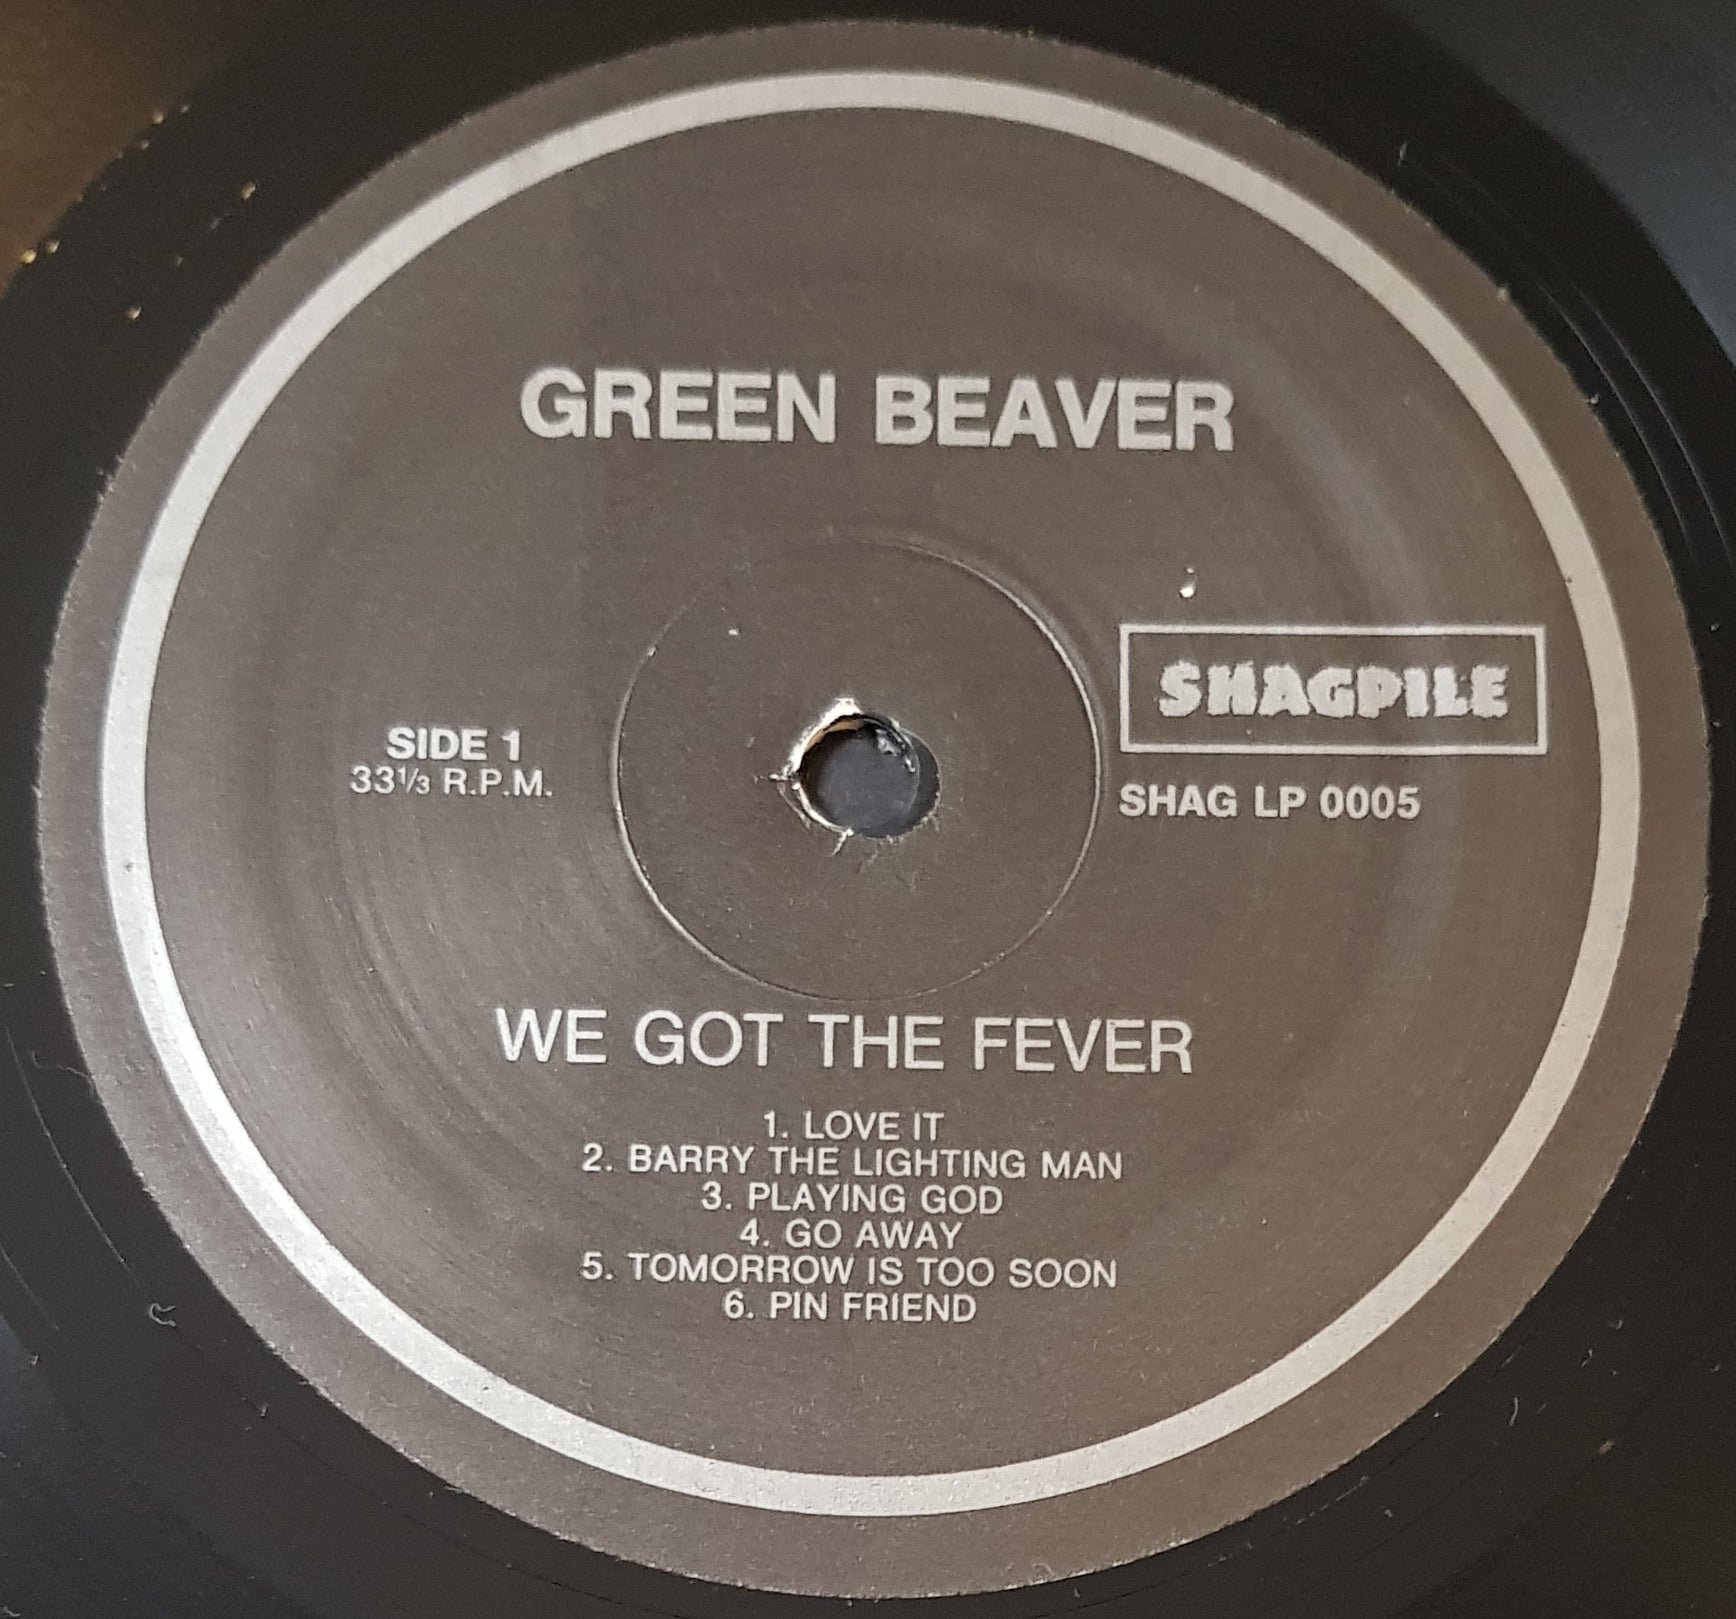 GREEN BEAVER
SHAGPILE
SIDE 1
33⅓ R.P.M.
SHAG LP 0005
WE GOT THE FEVER
1. LOVE IT
2. BARRY THE LIGHTING MAN
3. PLAYING GOD
4. GO AWAY
5. TOMORROW IS TOO SOON
6. PIN FRIEND